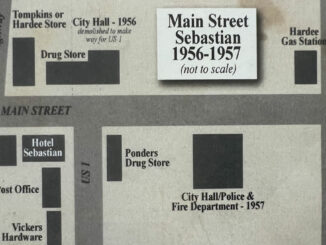 Tompkins or
Hardee Store
City Hall - 1956
demolished to make
way for US 1
Drug Store
Main Street
Sebastian
1956-1957
(not to scale)
Hardee
Gas Station
MAIN STREET
Hotel
Sebastian
US 1
Ponders
Drug Store
Post Office
City Hall/Police &
Fire Department - 1957
Vickers
Hardware